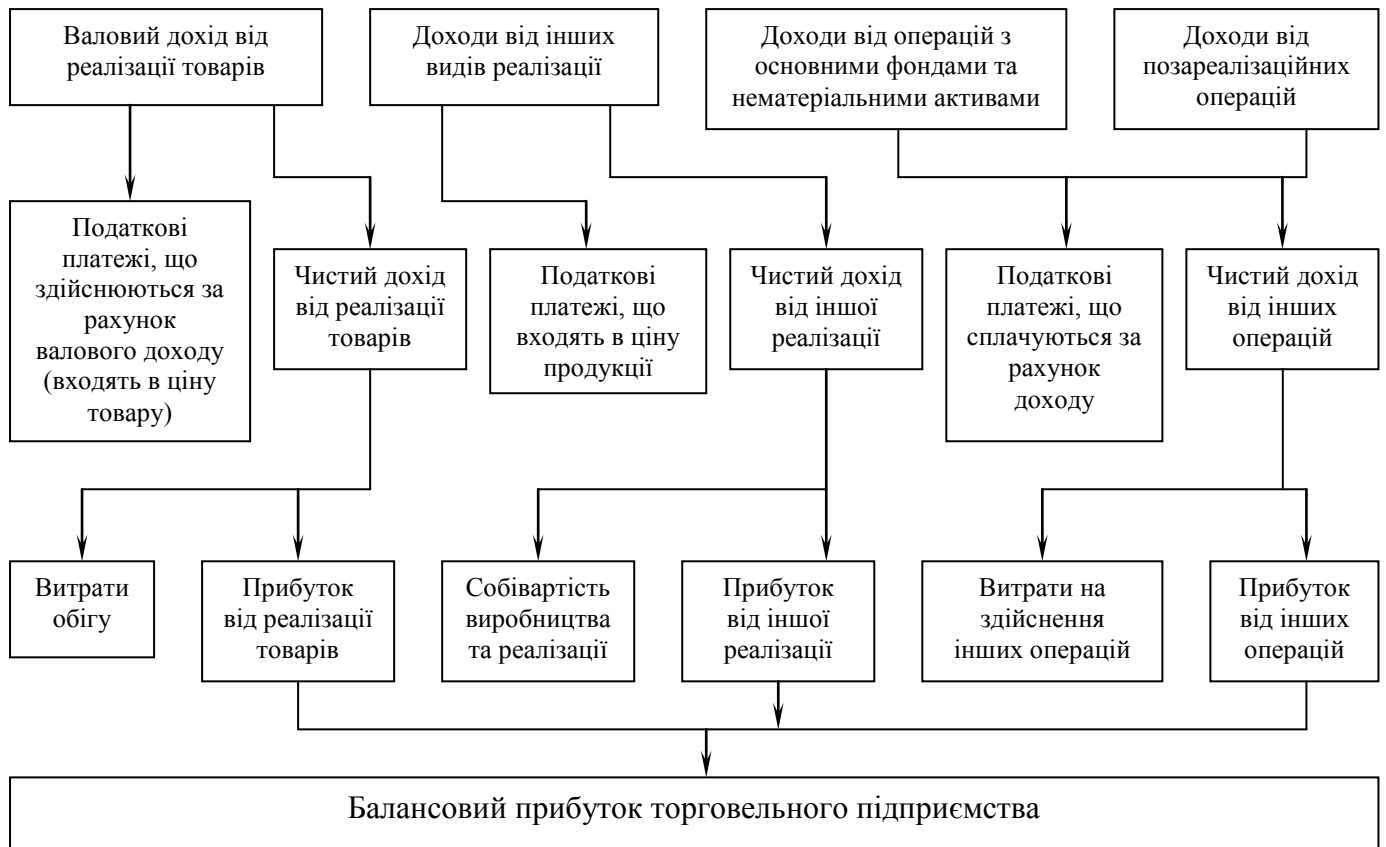 Валовий дохід від
реалізації товарів
Доходи від інших
видів реалізації
Доходи від операцій з
основними фондами та
нематеріальними активами
Доходи від
позареалізаційних
операцій
Податкові
платежі, що
здійснюються за
рахунок
валового доходу
(входять в ціну
товару)
Чистий дохід
від реалізації
товарів
Податкові
платежі, що
входять в ціну
продукції
Чистий дохід
від іншої
реалізації
Податкові
платежі, що
сплачуються за
рахунок
доходу
Чистий дохід
від інших
операцій
Витрати
обігу
Прибуток
від реалізації
товарів
Собівартість
виробництва
та реалізації
Прибуток
від іншої
реалізації
Витрати на
здійснення
інших операцій
Прибуток
від інших
операцій
Балансовий прибуток торговельного підприємства